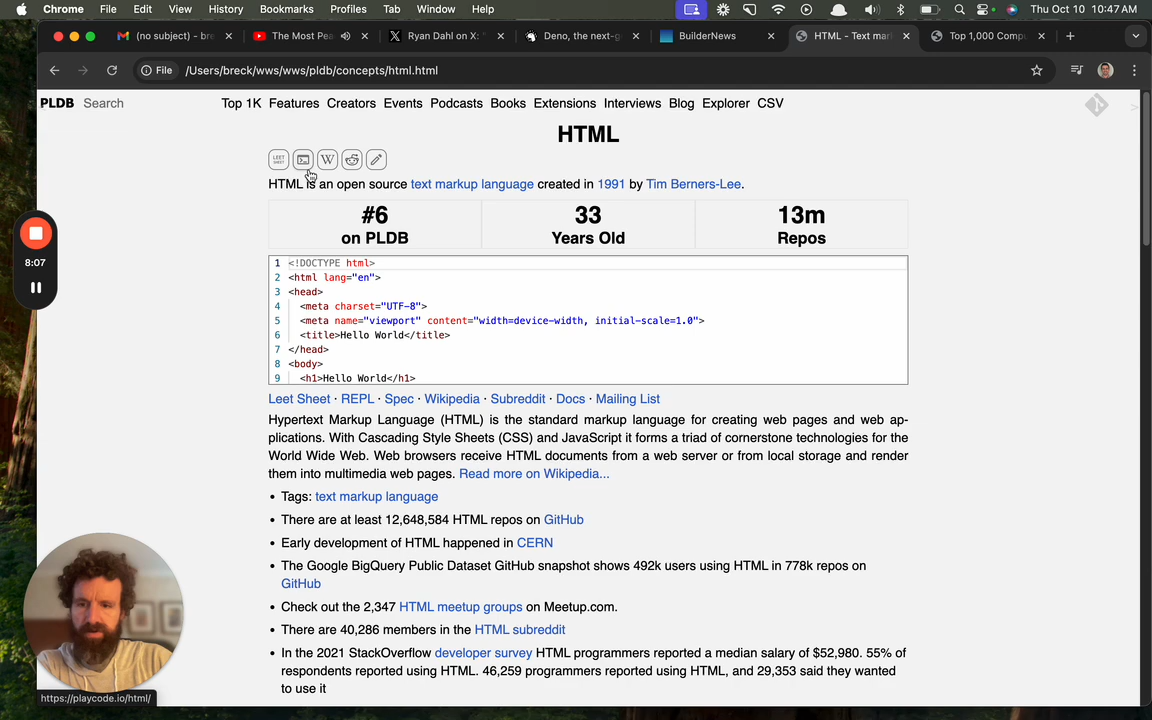 Chrome File Edit View History Bookmarks Profiles Tab Window Help Thu Oct 10 10:47 AM
(no subject) - bre The Most Pea Ryan Dahl on X: " Deno, the next-g BuilderNews HTML - Text mark Top 1,000 Compu
File /Users/breck/wws/wws/pldb/concepts/html.html
PLDB Search Top 1K Features Creators Events Podcasts Books Extensions Interviews Blog Explorer CSV
HTML
LEET SHEET W
HTML is an open source text markup language created in 1991 by Tim Berners-Lee.
#6 33 13m
on PLDB Years Old Repos
8:07
1 <!DOCTYPE html>
2 <html lang="en">
3 <head>
4 <meta charset="UTF-8">
5 <meta name="viewport" content="width=device-width, initial-scale=1.0">
6 <title>Hello World</title>
7 </head>
8 <body>
9 <h1>Hello World</h1>
Leet Sheet · REPL · Spec · Wikipedia · Subreddit · Docs · Mailing List
Hypertext Markup Language (HTML) is the standard markup language for creating web pages and web ap-
plications. With Cascading Style Sheets (CSS) and JavaScript it forms a triad of cornerstone technologies for the
World Wide Web. Web browsers receive HTML documents from a web server or from local storage and render
them into multimedia web pages. Read more on Wikipedia...
• Tags: text markup language
• There are at least 12,648,584 HTML repos on GitHub
• Early development of HTML happened in CERN
• The Google BigQuery Public Dataset GitHub snapshot shows 492k users using HTML in 778k repos on
GitHub
• Check out the 2,347 HTML meetup groups on Meetup.com.
• There are 40,286 members in the HTML subreddit
• In the 2021 StackOverflow developer survey HTML programmers reported a median salary of $52,980. 55% of
respondents reported using HTML. 46,259 programmers reported using HTML, and 29,353 said they wanted
to use it
https://playcode.io/html/